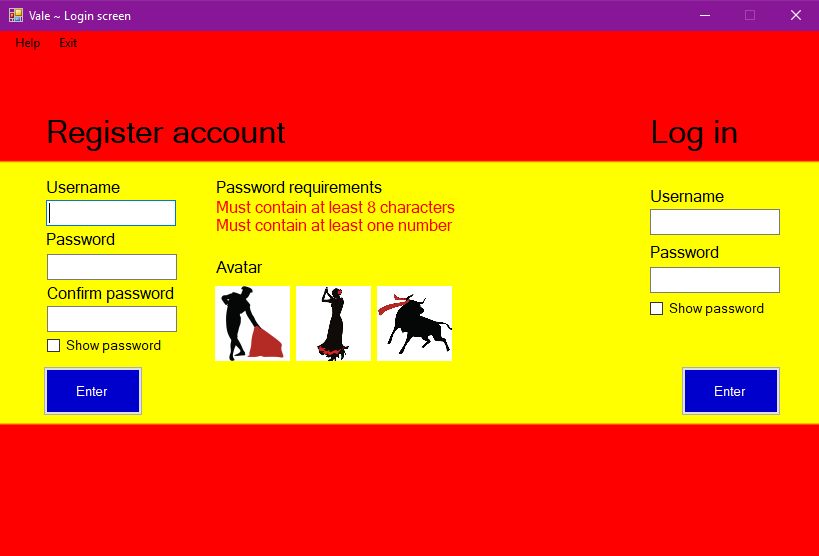 Vale ~ Login screen
Help Exit
Register account
Username
Password
Confirm password
Show password
Enter
Password requirements
Must contain at least 8 characters
Must contain at least one number
Avatar
Log in
Username
Password
Show password
Enter